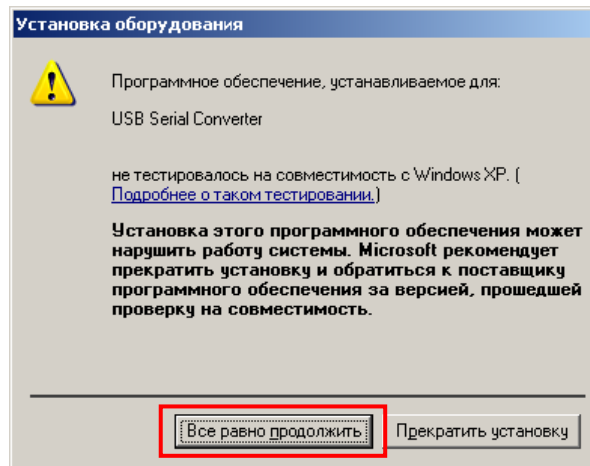 Установка оборудования
Программное обеспечение, устанавливаемое для:
USB Serial Converter
не тестировалось на совместимость с Windows XP. (
Подробнее о таком тестировании.)
Установка этого программного обеспечения может
нарушить работу системы. Microsoft рекомендует
прекратить установку и обратиться к поставщику
программного обеспечения за версией, прошедшей
проверку на совместимость.
Все равно продолжить Прекратить установку